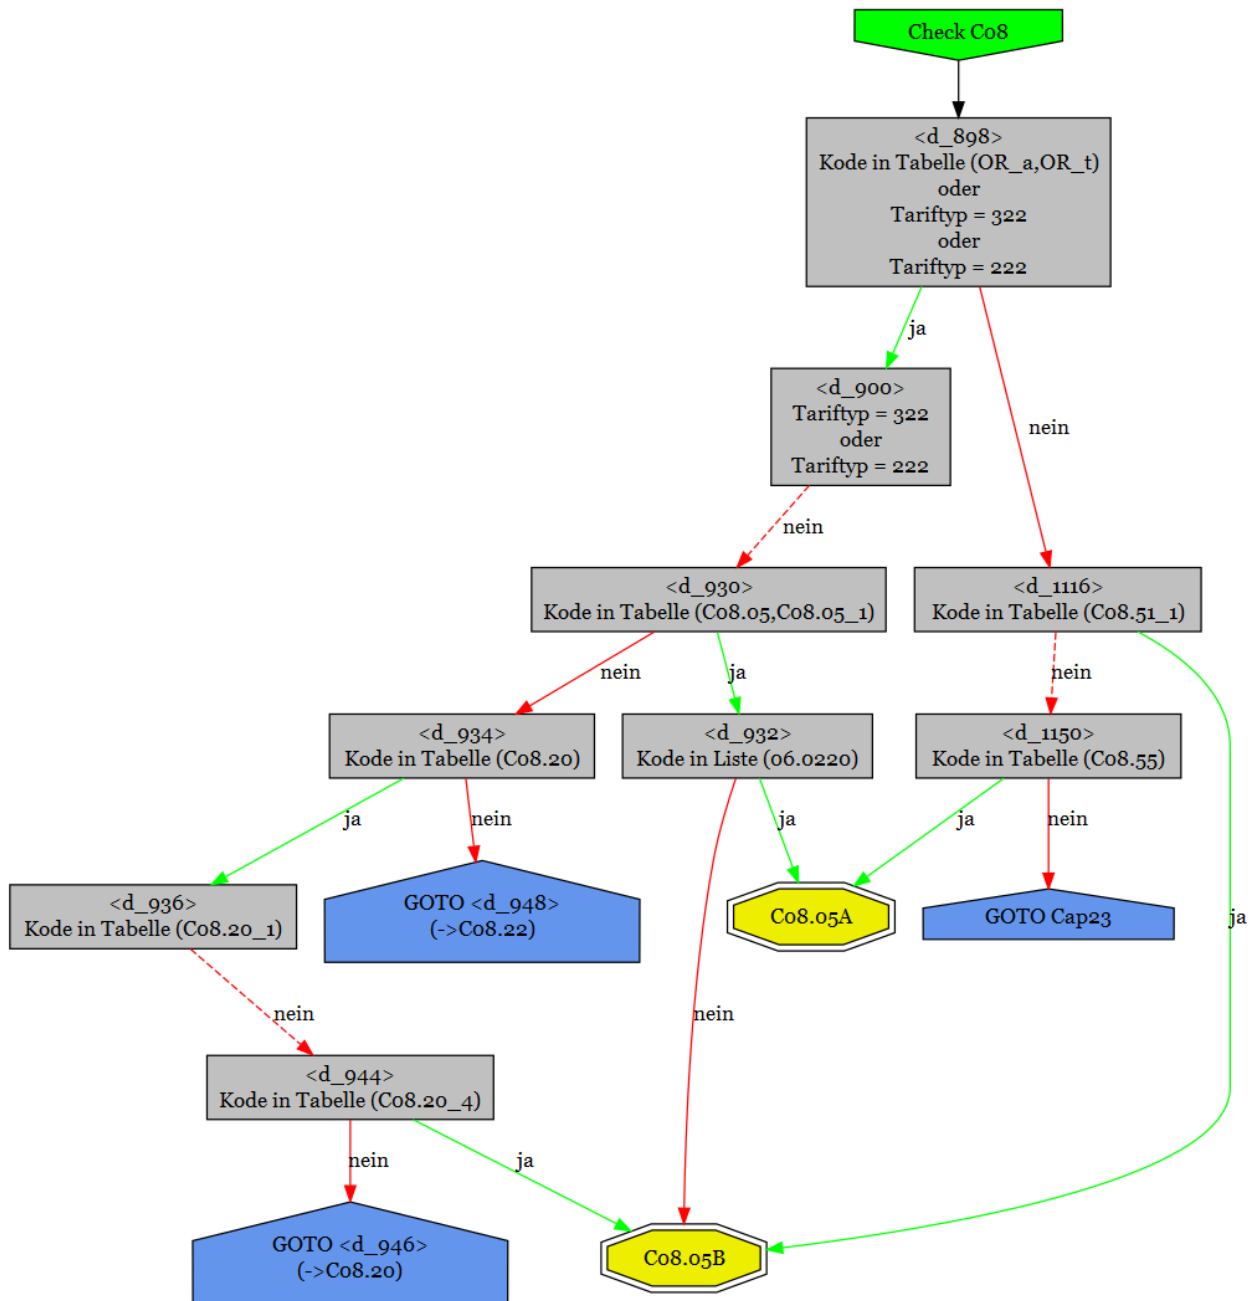 Check C08
<d_898>
Kode in Tabelle (OR_a,OR_t)
oder
Tariftyp = 322
oder
Tariftyp = 222
ja
nein
<d_900>
Tariftyp = 322
oder
Tariftyp = 222
nein
<d_930>
Kode in Tabelle (C08.05,C08.05_1)
<d_1116>
Kode in Tabelle (C08.51_1)
nein
ja
nein
ja
<d_934>
Kode in Tabelle (C08.20)
<d_932>
Kode in Liste (06.0220)
<d_1150>
Kode in Tabelle (C08.55)
ja
nein
ja
nein
ja
nein
<d_936>
Kode in Tabelle (C08.20_1)
GOTO <d_948>
(->C08.22)
C08.05A
GOTO Cap23
nein
<d_944>
Kode in Tabelle (C08.20_4)
nein
ja
GOTO <d_946>
(->C08.20)
C08.05B